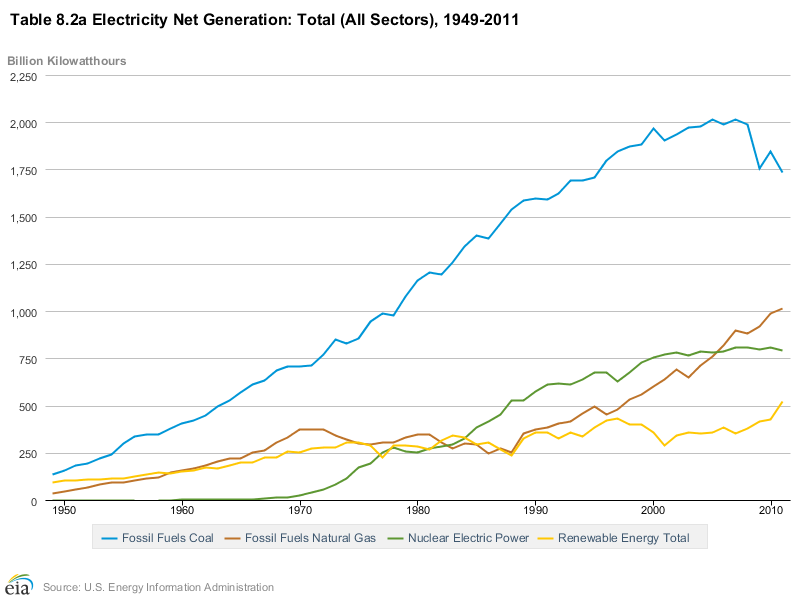 Table 8.2a Electricity Net Generation: Total (All Sectors), 1949-2011
Billion Kilowatthours
2,250
2,000
1,750
1,500
1,250
1,000
750
500
250
0
1950 1960 1970 1980 1990 2000 2010
Fossil Fuels Coal Fossil Fuels Natural Gas Nuclear Electric Power Renewable Energy Total
eia Source: U.S. Energy Information Administration